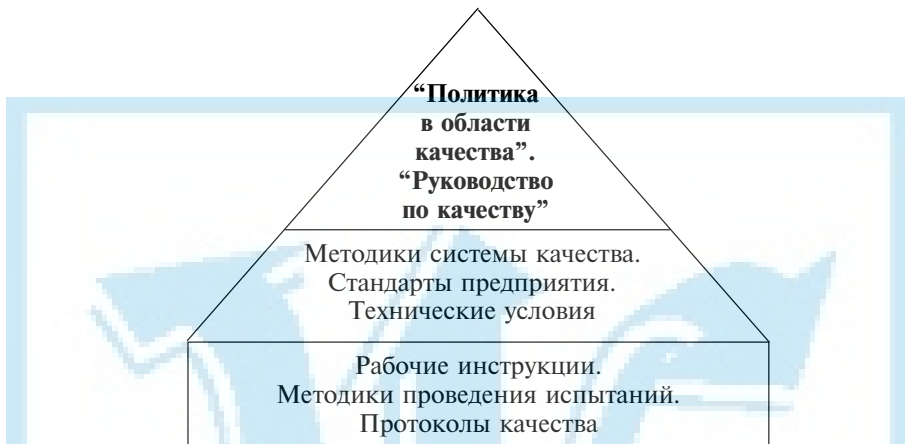 “Политика
в области
качества”.
“Руководство
по качеству”
Методики системы качества.
Стандарты предприятия.
Технические условия
Рабочие инструкции.
Методики проведения испытаний.
Протоколы качества